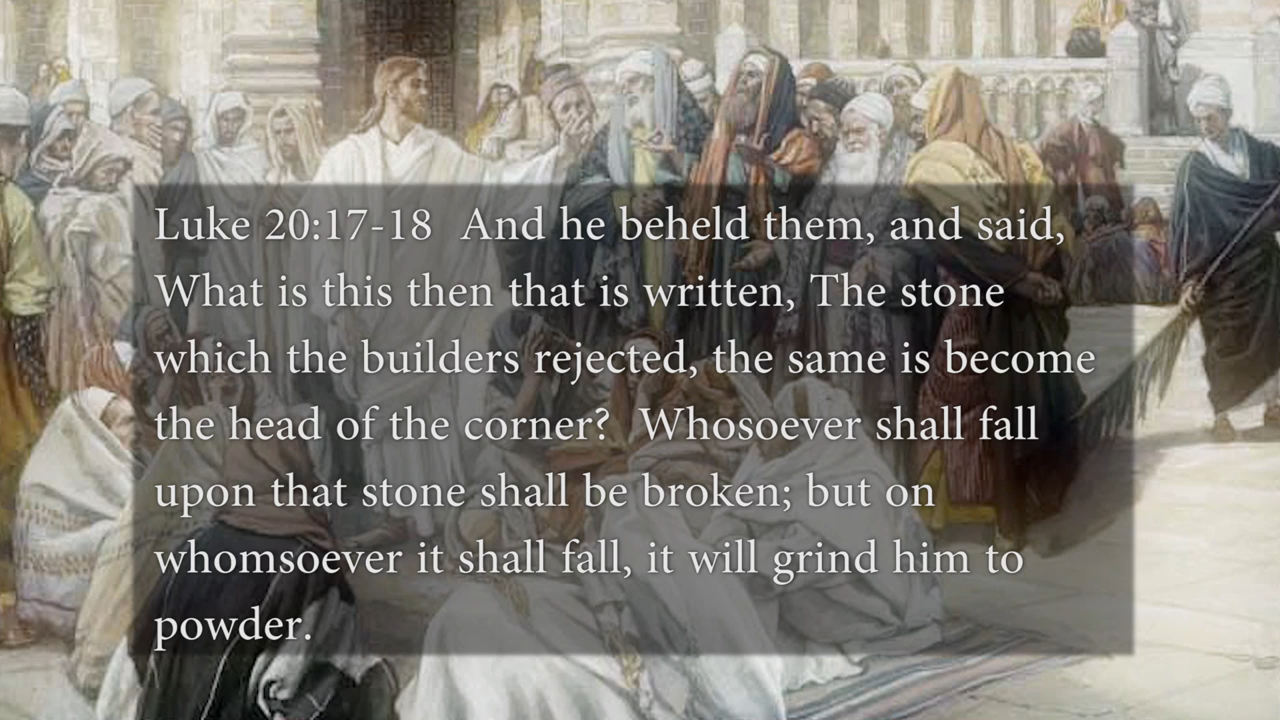 Luke 20:17-18  And he beheld them, and said,
What is this then that is written, The stone
which the builders rejected, the same is become
the head of the corner?  Whosoever shall fall
upon that stone shall be broken; but on
whomsoever it shall fall, it will grind him to
powder.